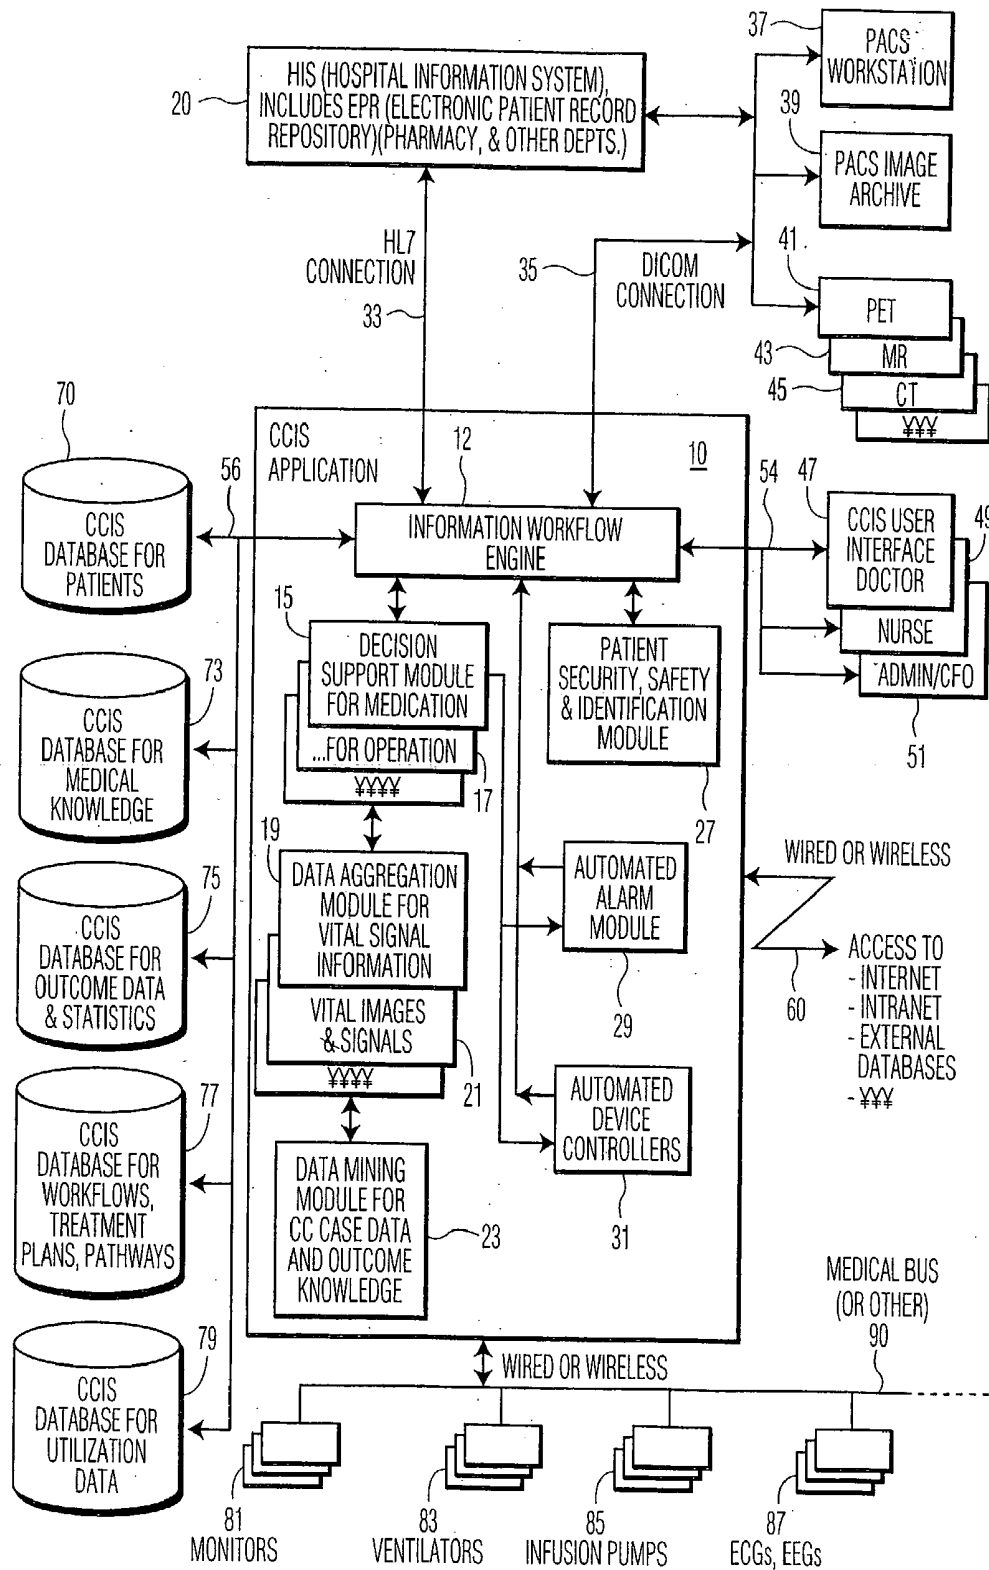 37
PACS
WORKSTATION
20
HIS (HOSPITAL INFORMATION SYSTEM),
INCLUDES EPR (ELECTRONIC PATIENT RECORD
REPOSITORY)(PHARMACY, & OTHER DEPTS.)
39
PACS IMAGE
ARCHIVE
HL7
CONNECTION
33
35
DICOM
CONNECTION
41
PET
43
MR
45
CT
¥¥¥
70
CCIS
DATABASE FOR
PATIENTS
56
CCIS
APPLICATION
12
10
INFORMATION WORKFLOW
ENGINE
54
47
CCIS USER
INTERFACE
DOCTOR
49
NURSE
ADMIN/CFO
51
15
DECISION
SUPPORT MODULE
FOR MEDICATION
...FOR OPERATION
¥¥¥¥
17
PATIENT
SECURITY, SAFETY
& IDENTIFICATION
MODULE
27
73
CCIS
DATABASE FOR
MEDICAL
KNOWLEDGE
19
DATA AGGREGATION
MODULE FOR
VITAL SIGNAL
INFORMATION
VITAL IMAGES
& SIGNALS
¥¥¥¥
21
AUTOMATED
ALARM
MODULE
29
WIRED OR WIRELESS
60
ACCESS TO
- INTERNET
- INTRANET
- EXTERNAL
DATABASES
- ¥¥¥
75
CCIS
DATABASE FOR
OUTCOME DATA
& STATISTICS
77
CCIS
DATABASE FOR
WORKFLOWS,
TREATMENT
PLANS, PATHWAYS
DATA MINING
MODULE FOR
CC CASE DATA
AND OUTCOME
KNOWLEDGE
23
AUTOMATED
DEVICE
CONTROLLERS
31
79
CCIS
DATABASE FOR
UTILIZATION
DATA
WIRED OR WIRELESS
MEDICAL BUS
(OR OTHER)
90
81
MONITORS
83
VENTILATORS
85
INFUSION PUMPS
87
ECGs, EEGs